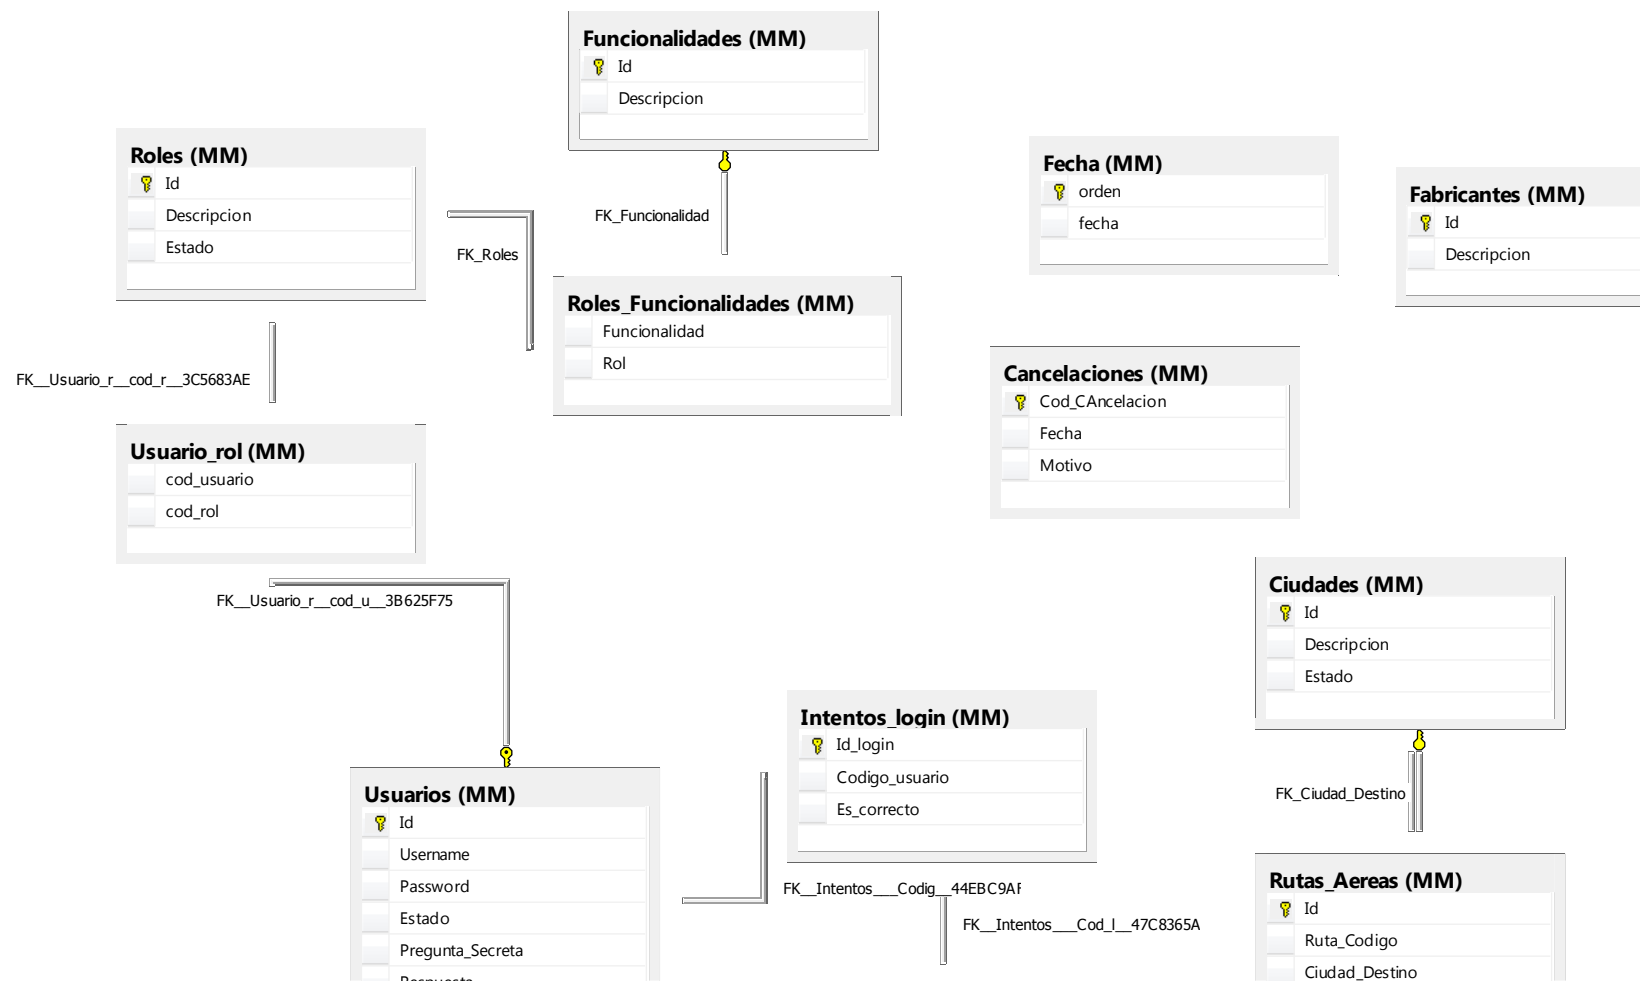 Funcionalidades (MM)
Id
Descripcion
Roles (MM)
Id
Descripcion
Estado
FK_Roles
FK_Funcionalidad
Roles_Funcionalidades (MM)
Funcionalidad
Rol
Fecha (MM)
orden
fecha
Fabricantes (MM)
Id
Descripcion
FK__Usuario_r__cod_r__3C5683AE
Usuario_rol (MM)
cod_usuario
cod_rol
Cancelaciones (MM)
Cod_CAncelacion
Fecha
Motivo
FK__Usuario_r__cod_u__3B625F75
Ciudades (MM)
Id
Descripcion
Estado
FK_Ciudad_Destino
Intentos_login (MM)
Id_login
Codigo_usuario
Es_correcto
Usuarios (MM)
Id
Username
Password
Estado
Pregunta_Secreta
FK__Intentos___Codig__44EBC9AF
FK__Intentos___Cod_l__47C8365A
Rutas_Aereas (MM)
Id
Ruta_Codigo
Ciudad_Destino